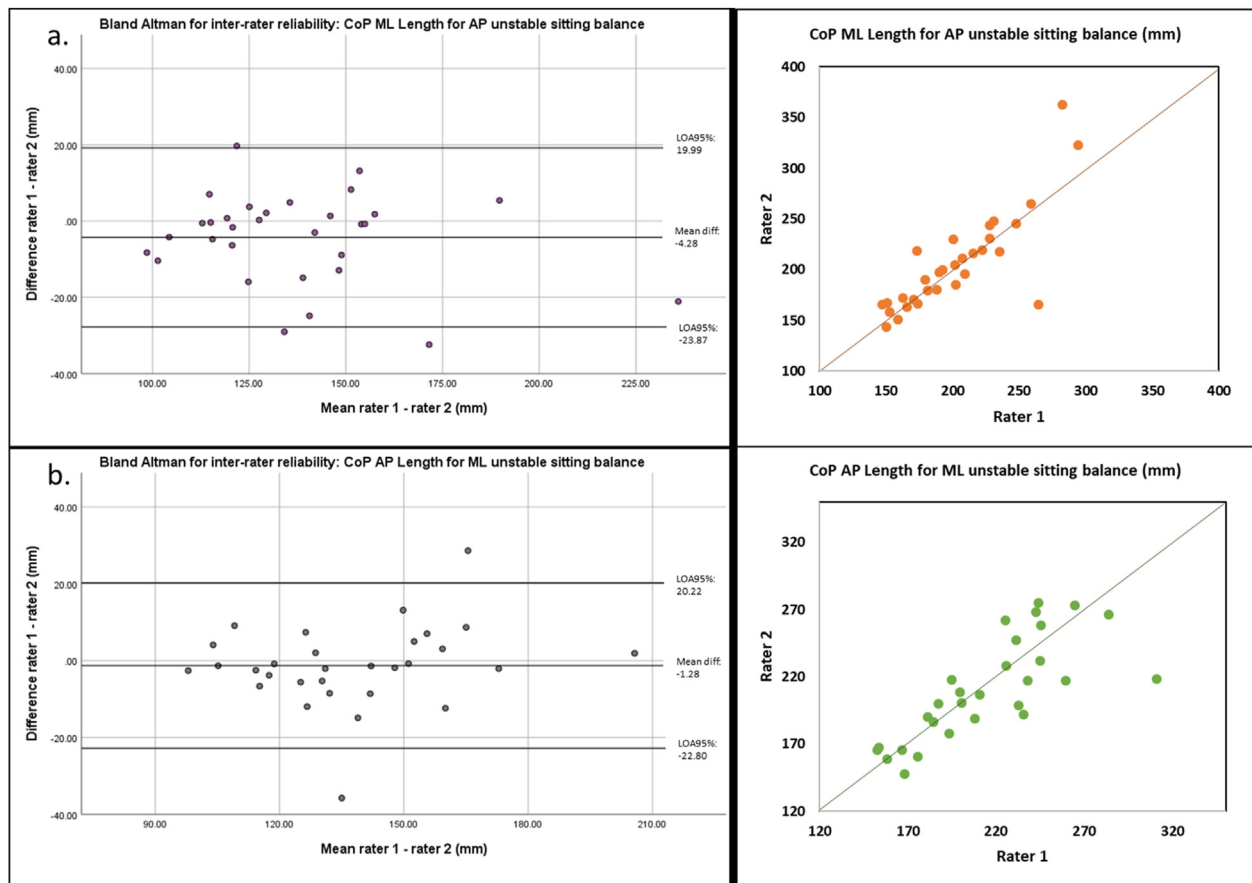 a.
Bland Altman for inter-rater reliability: CoP ML Length for AP unstable sitting balance
40.00
20.00
.00
-20.00
-40.00
Difference rater 1 - rater 2 (mm)
LOA95%:
19.99
Mean diff:
-4.28
LOA95%:
-23.87
100.00 125.00 150.00 175.00 200.00 225.00
Mean rater 1 - rater 2 (mm)
CoP ML Length for AP unstable sitting balance (mm)
400
350
300
250
200
150
100
Rater 2
100 150 200 250 300 350 400
Rater 1
b.
Bland Altman for inter-rater reliability: CoP AP Length for ML unstable sitting balance
40.00
20.00
.00
-20.00
-40.00
Difference rater 1 - rater 2 (mm)
LOA95%:
20.22
Mean diff:
-1.28
LOA95%:
-22.80
90.00 120.00 150.00 180.00 210.00
Mean rater 1 - rater 2 (mm)
CoP AP Length for ML unstable sitting balance (mm)
320
270
220
170
120
Rater 2
120 170 220 270 320
Rater 1